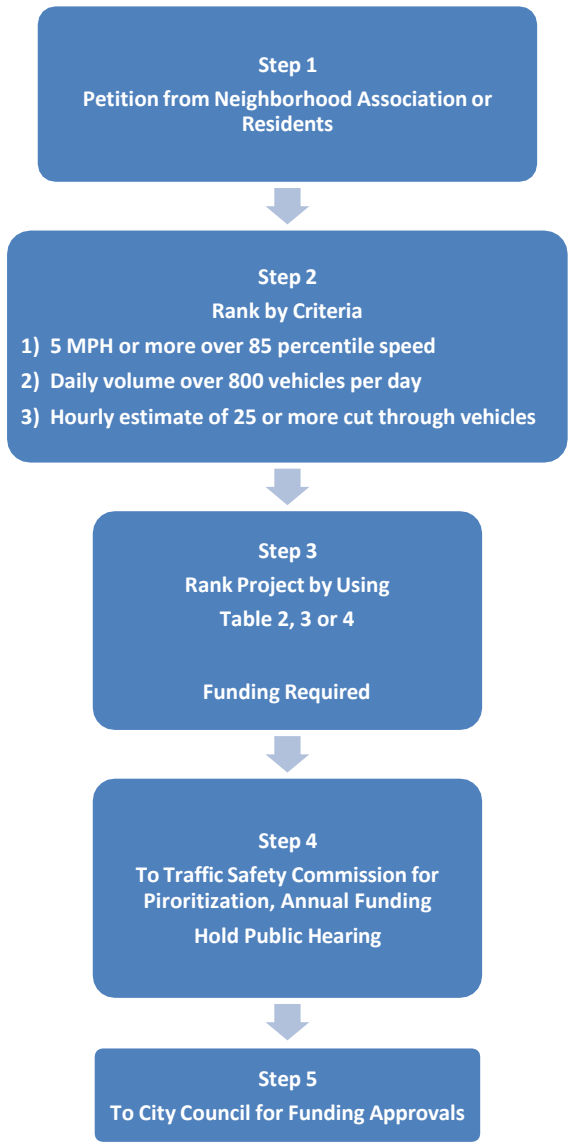 Step 1
Petition from Neighborhood Association or
Residents
Step 2
Rank by Criteria
1) 5 MPH or more over 85 percentile speed
2) Daily volume over 800 vehicles per day
3) Hourly estimate of 25 or more cut through vehicles
Step 3
Rank Project by Using
Table 2, 3 or 4
Funding Required
Step 4
To Traffic Safety Commission for
Piroritization, Annual Funding
Hold Public Hearing
Step 5
To City Council for Funding Approvals